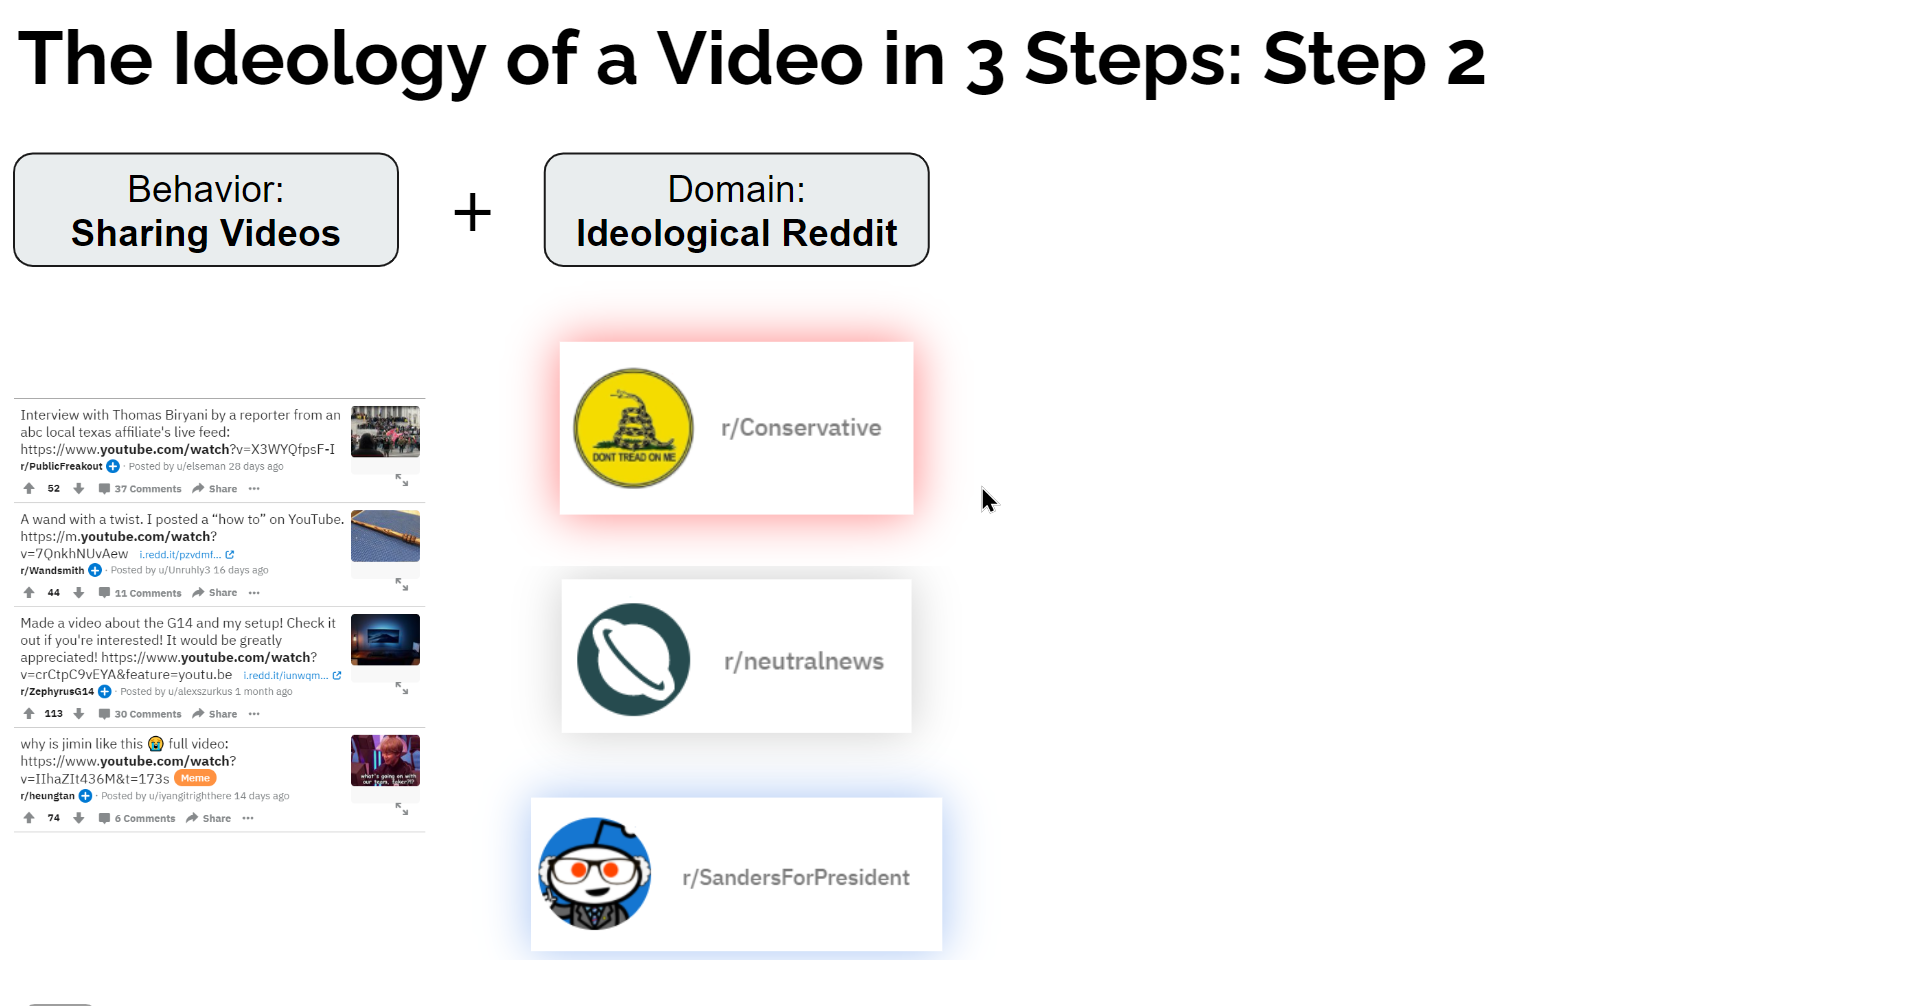 The Ideology of a Video in 3 Steps: Step 2
Behavior:
Sharing Videos
+
Domain:
Ideological Reddit
Interview with Thomas Biryani by a reporter from an
abc local texas affiliate's live feed:
https://www.youtube.com/watch?v=X3WYQfpsF-I
r/PublicFreakout · Posted by u/elseman 28 days ago
52 37 Comments Share ···
A wand with a twist. I posted a “how to” on YouTube.
https://m.youtube.com/watch?
v=7QnkhNUvAew i.redd.it/pzvdmf...
r/Wandsmith · Posted by u/Unruhly3 16 days ago
44 11 Comments Share ···
Made a video about the G14 and my setup! Check it
out if you're interested! It would be greatly
appreciated! https://www.youtube.com/watch?
v=crCtpC9vEYA&feature=youtu.be i.redd.it/iunwqm...
r/ZephyrusG14 · Posted by u/alexszurkus 1 month ago
113 30 Comments Share ···
why is jimin like this 😭 full video:
https://www.youtube.com/watch?
v=IIhaZIt436M&t=173s Meme
what's going on with
our team, Taker?!?
r/heungtan · Posted by u/iyangitrighthere 14 days ago
74 6 Comments Share ···
DONT TREAD ON ME
r/Conservative
r/neutralnews
r/SandersForPresident